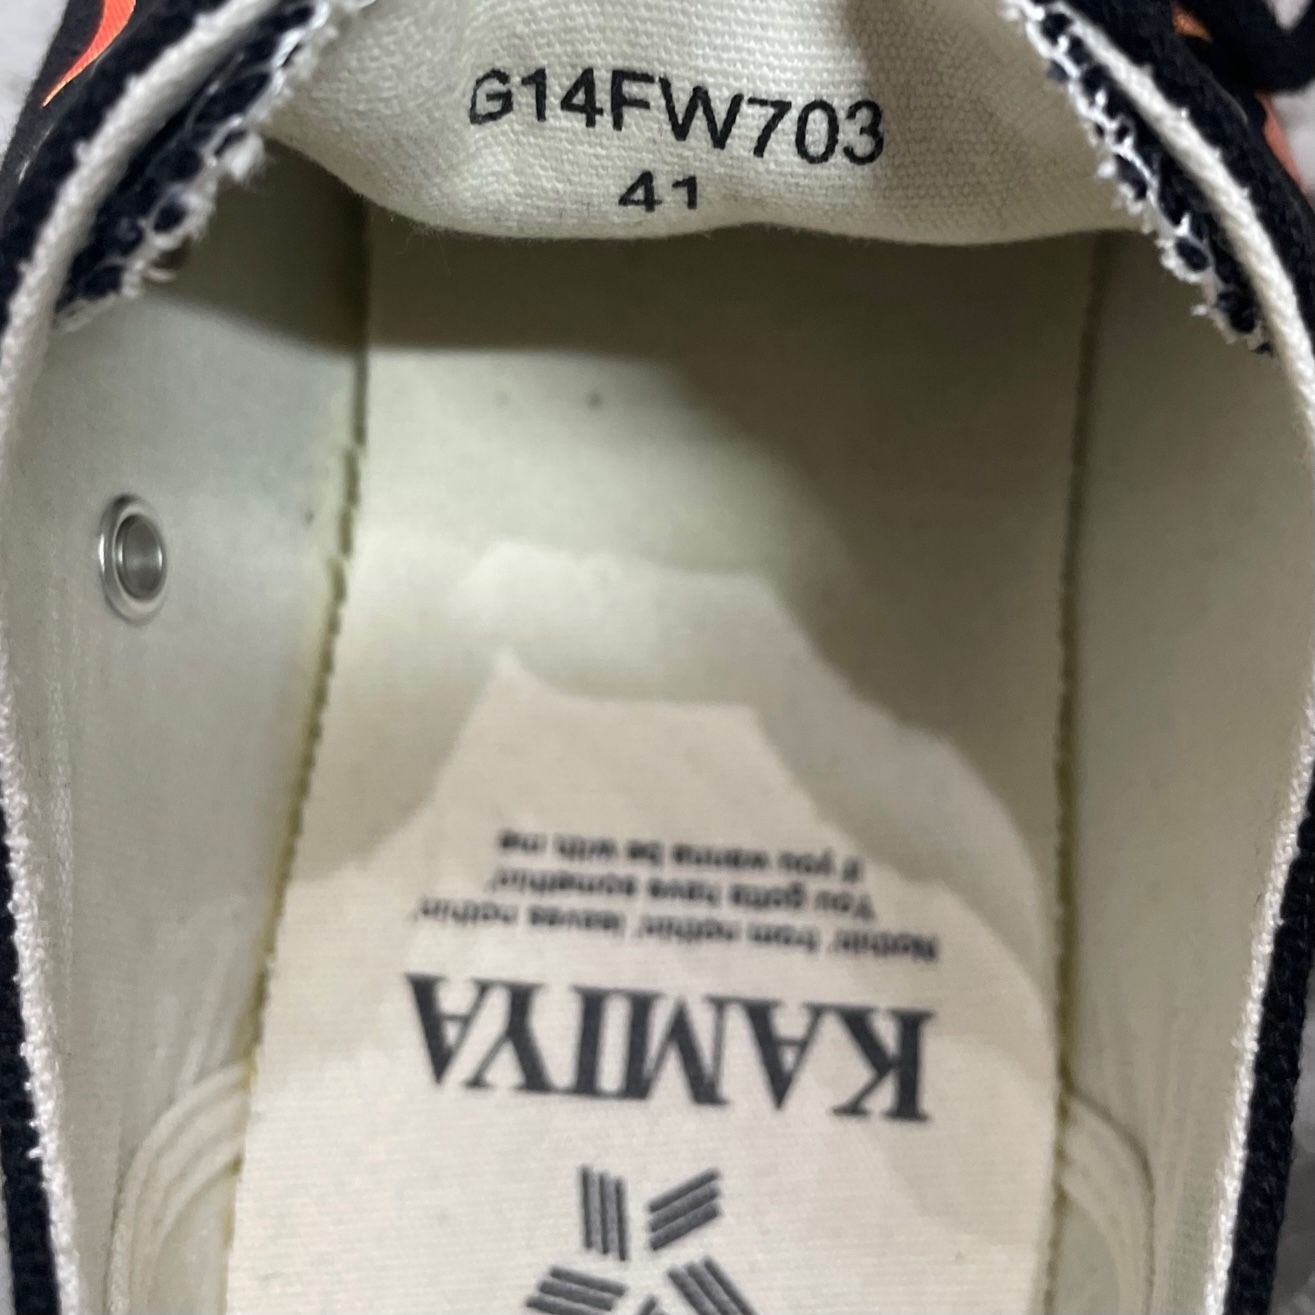 G14FW703
41
KAMIYA
Nothin' from nothin' leaves nothin'
You gotta have somethin'
If you wanna be with me